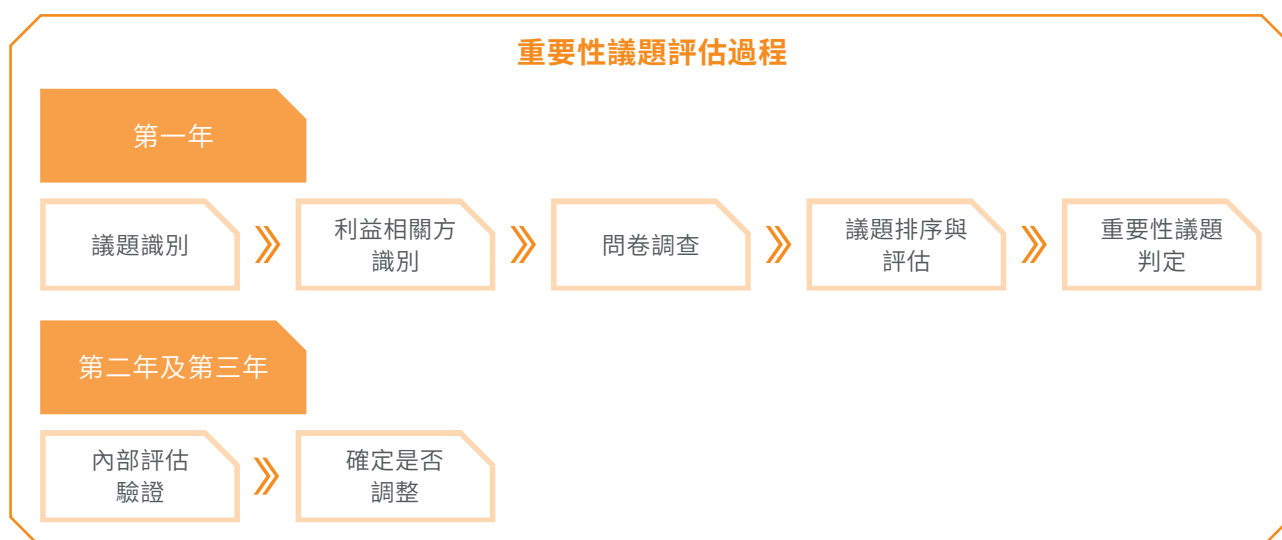 重要性議題評估過程
第一年
議題識別
利益相關方
識別
問卷調查
議題排序與
評估
重要性議題
判定
第二年及第三年
內部評估
驗證
確定是否
調整